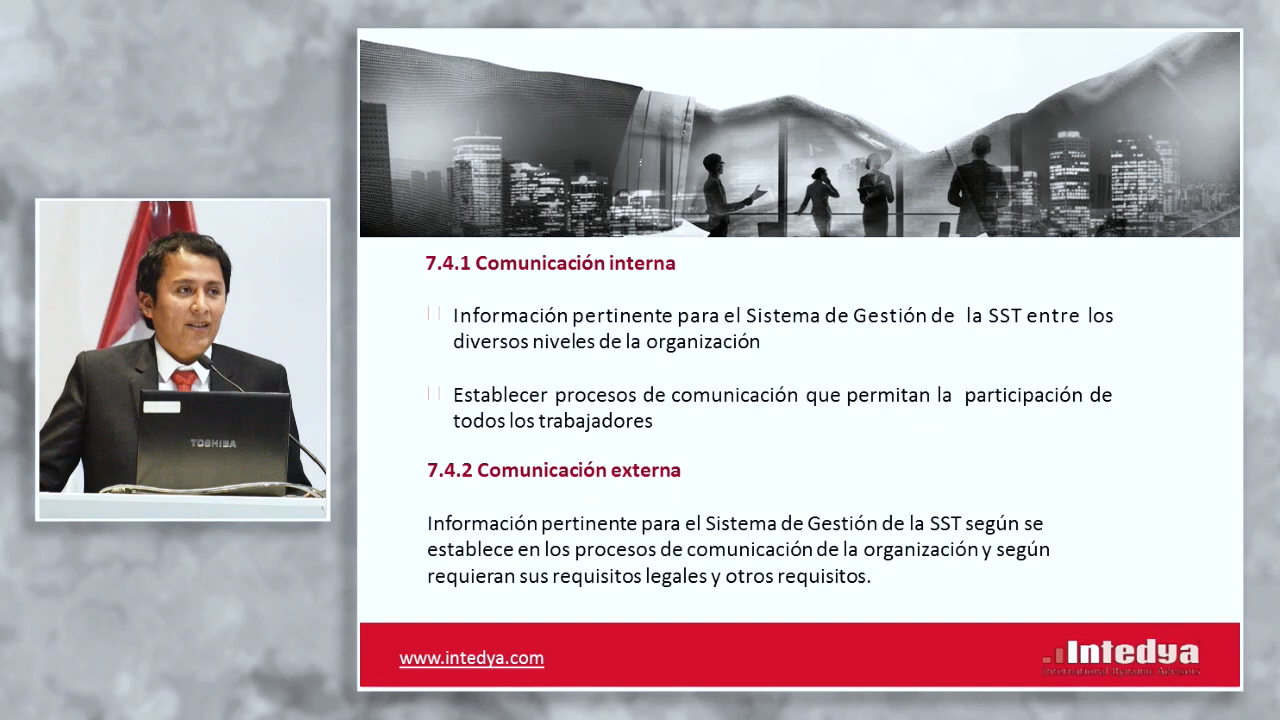 7.4.1 Comunicación interna
Información pertinente para el Sistema de Gestión de la SST entre los
diversos niveles de la organización
Establecer procesos de comunicación que permitan la participación de
todos los trabajadores
7.4.2 Comunicación externa
Información pertinente para el Sistema de Gestión de la SST según se
establece en los procesos de comunicación de la organización y según
requieran sus requisitos legales y otros requisitos.
www.intedya.com
Intedya
International Dynamic Advisors
TOSHIBA